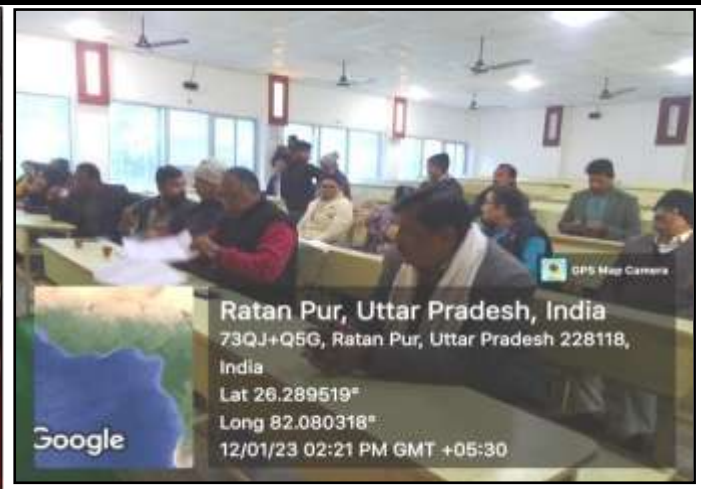 GPS Map Camera
Ratan Pur, Uttar Pradesh, India
73QJ+Q5G, Ratan Pur, Uttar Pradesh 228118,
India
Lat 26.289519°
Long 82.080318°
12/01/23 02:21 PM GMT +05:30
Google